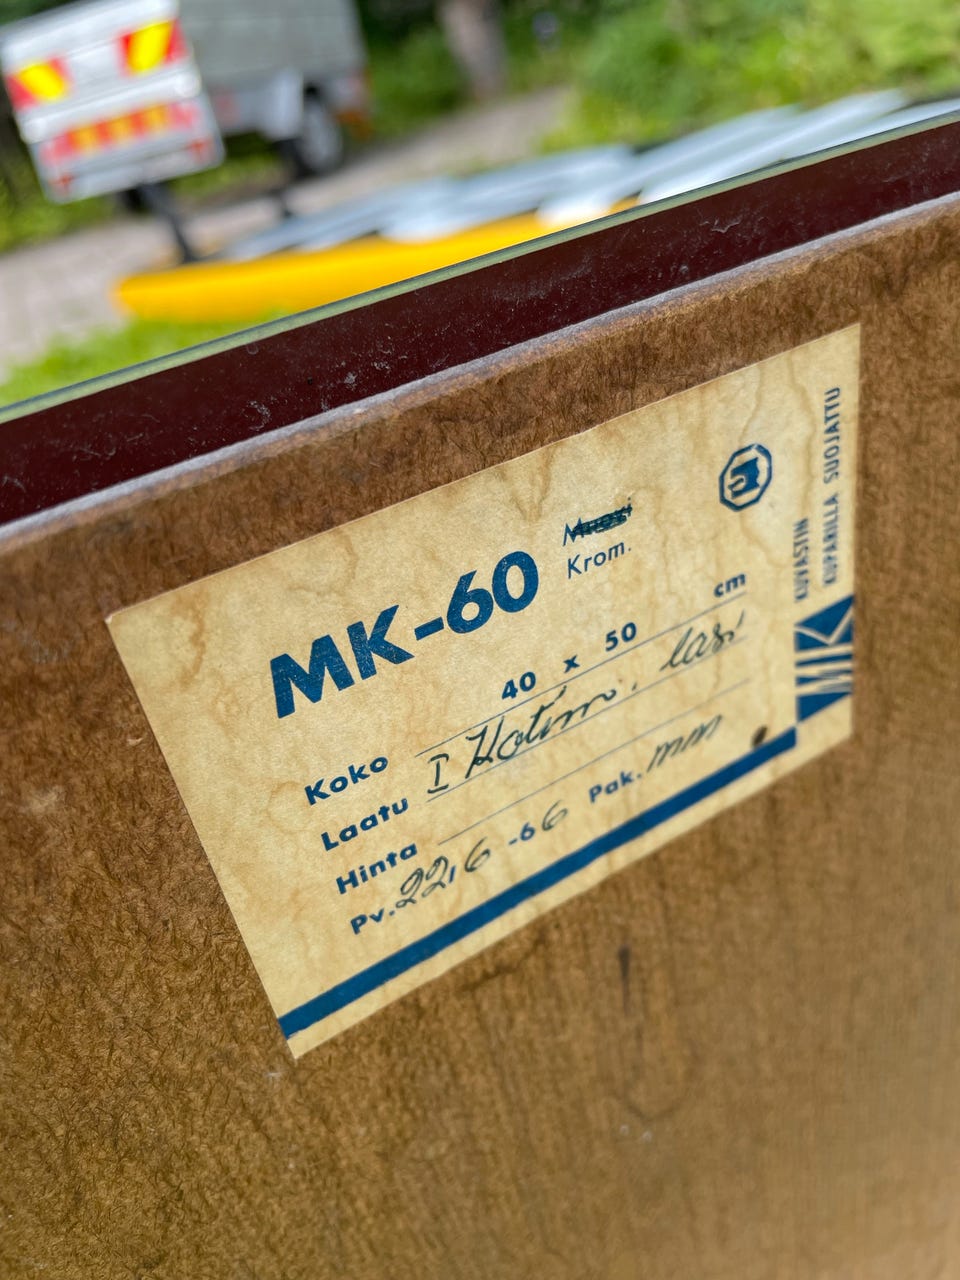 MK-60
Krom.
Koko 40 x 50 cm
Laatu I Kotim. lasi
Hinta
Pv. 22.6 -66 Pak. mm
KUVASTIN
KUPARILLA SUOJATTU
MK